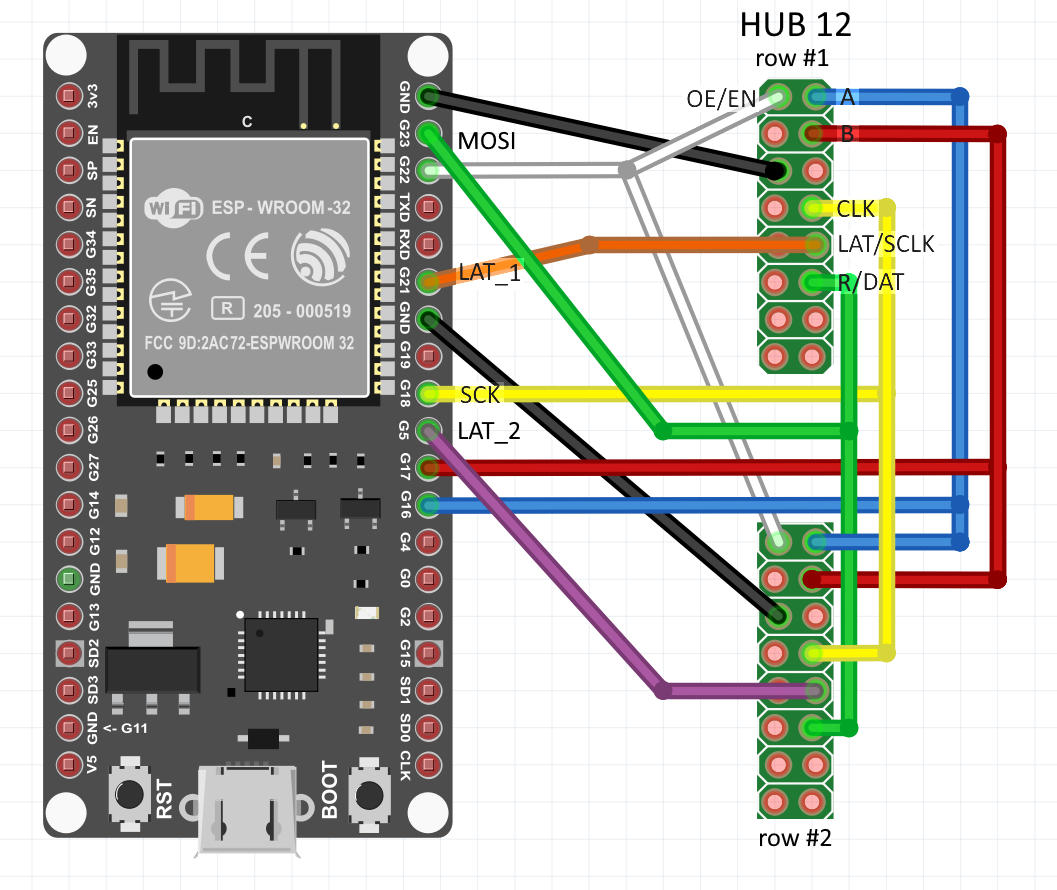 HUB 12
row #1
OE/EN
A
B
CLK
LAT/SCLK
R/DAT
row #2
MOSI
LAT_1
SCK
LAT_2
C
WiFi
ESP - WROOM -32
CE
R
205 - 000519
FCC 9D:2AC72-ESPWROOM 32
3v3
EN
SP
SN
G34
G35
G32
G33
G25
G26
G27
G14
G12
GND
G13
SD2
SD3
GND
<- G11
V5
GND
G23
G22
TXD
RXD
G21
GND
G19
G18
G5
G17
G16
G4
G0
G2
G15
SD1
SD0
CLK
RST
BOOT